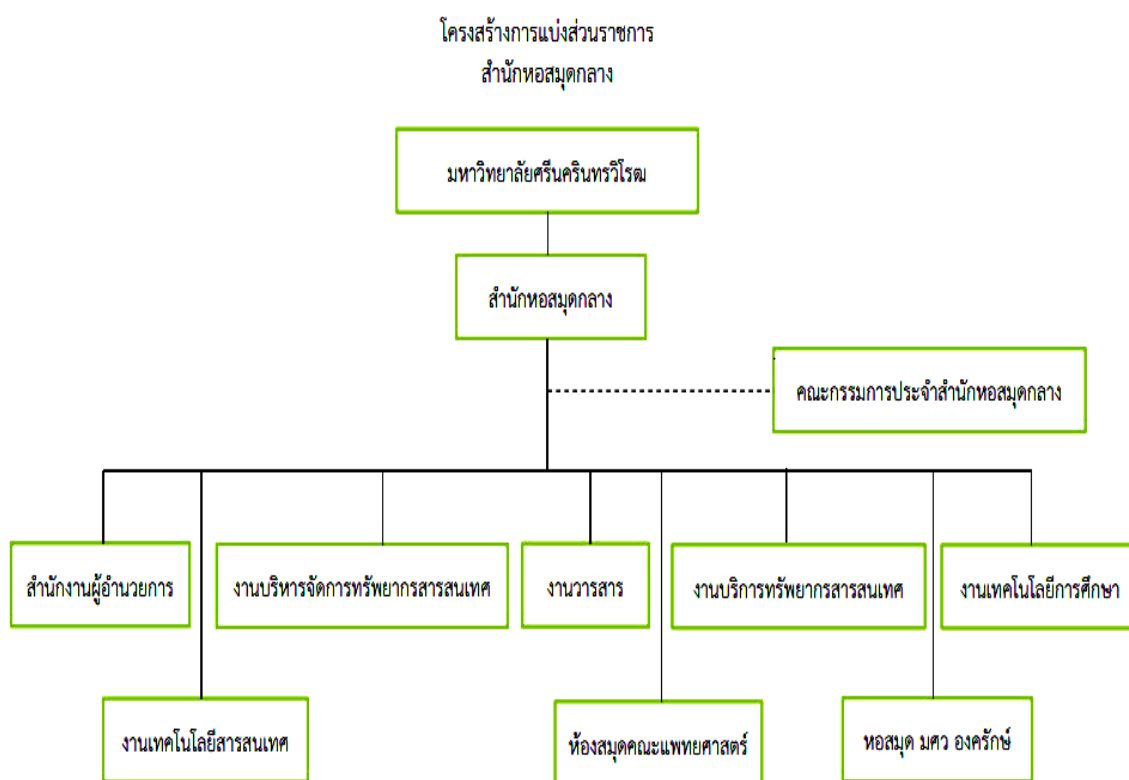 โครงสร้างการแบ่งส่วนราชการ
สำนักหอสมุดกลาง
มหาวิทยาลัยศรีนครินทรวิโรฒ
สำนักหอสมุดกลาง
คณะกรรมการประจำสำนักหอสมุดกลาง
สำนักงานผู้อำนวยการ
งานบริหารจัดการทรัพยากรสารสนเทศ
งานวารสาร
งานบริการทรัพยากรสารสนเทศ
งานเทคโนโลยีการศึกษา
งานเทคโนโลยีสารสนเทศ
ห้องสมุดคณะแพทยศาสตร์
หอสมุด มศว องครักษ์